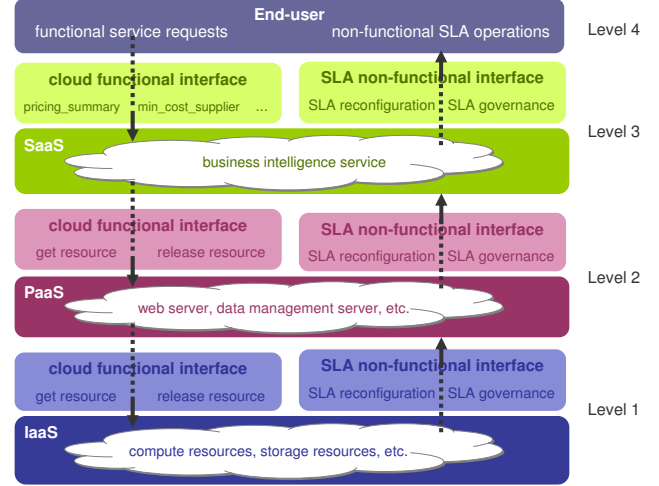 End-user
functional service requests
non-functional SLA operations
Level 4
cloud functional interface
SLA non-functional interface
pricing_summary min_cost_supplier ...
SLA reconfiguration SLA governance
Level 3
SaaS
business intelligence service
cloud functional interface
SLA non-functional interface
get resource release resource
SLA reconfiguration SLA governance
Level 2
PaaS
web server, data management server, etc.
cloud functional interface
SLA non-functional interface
get resource release resource
SLA reconfiguration SLA governance
Level 1
IaaS
compute resources, storage resources, etc.